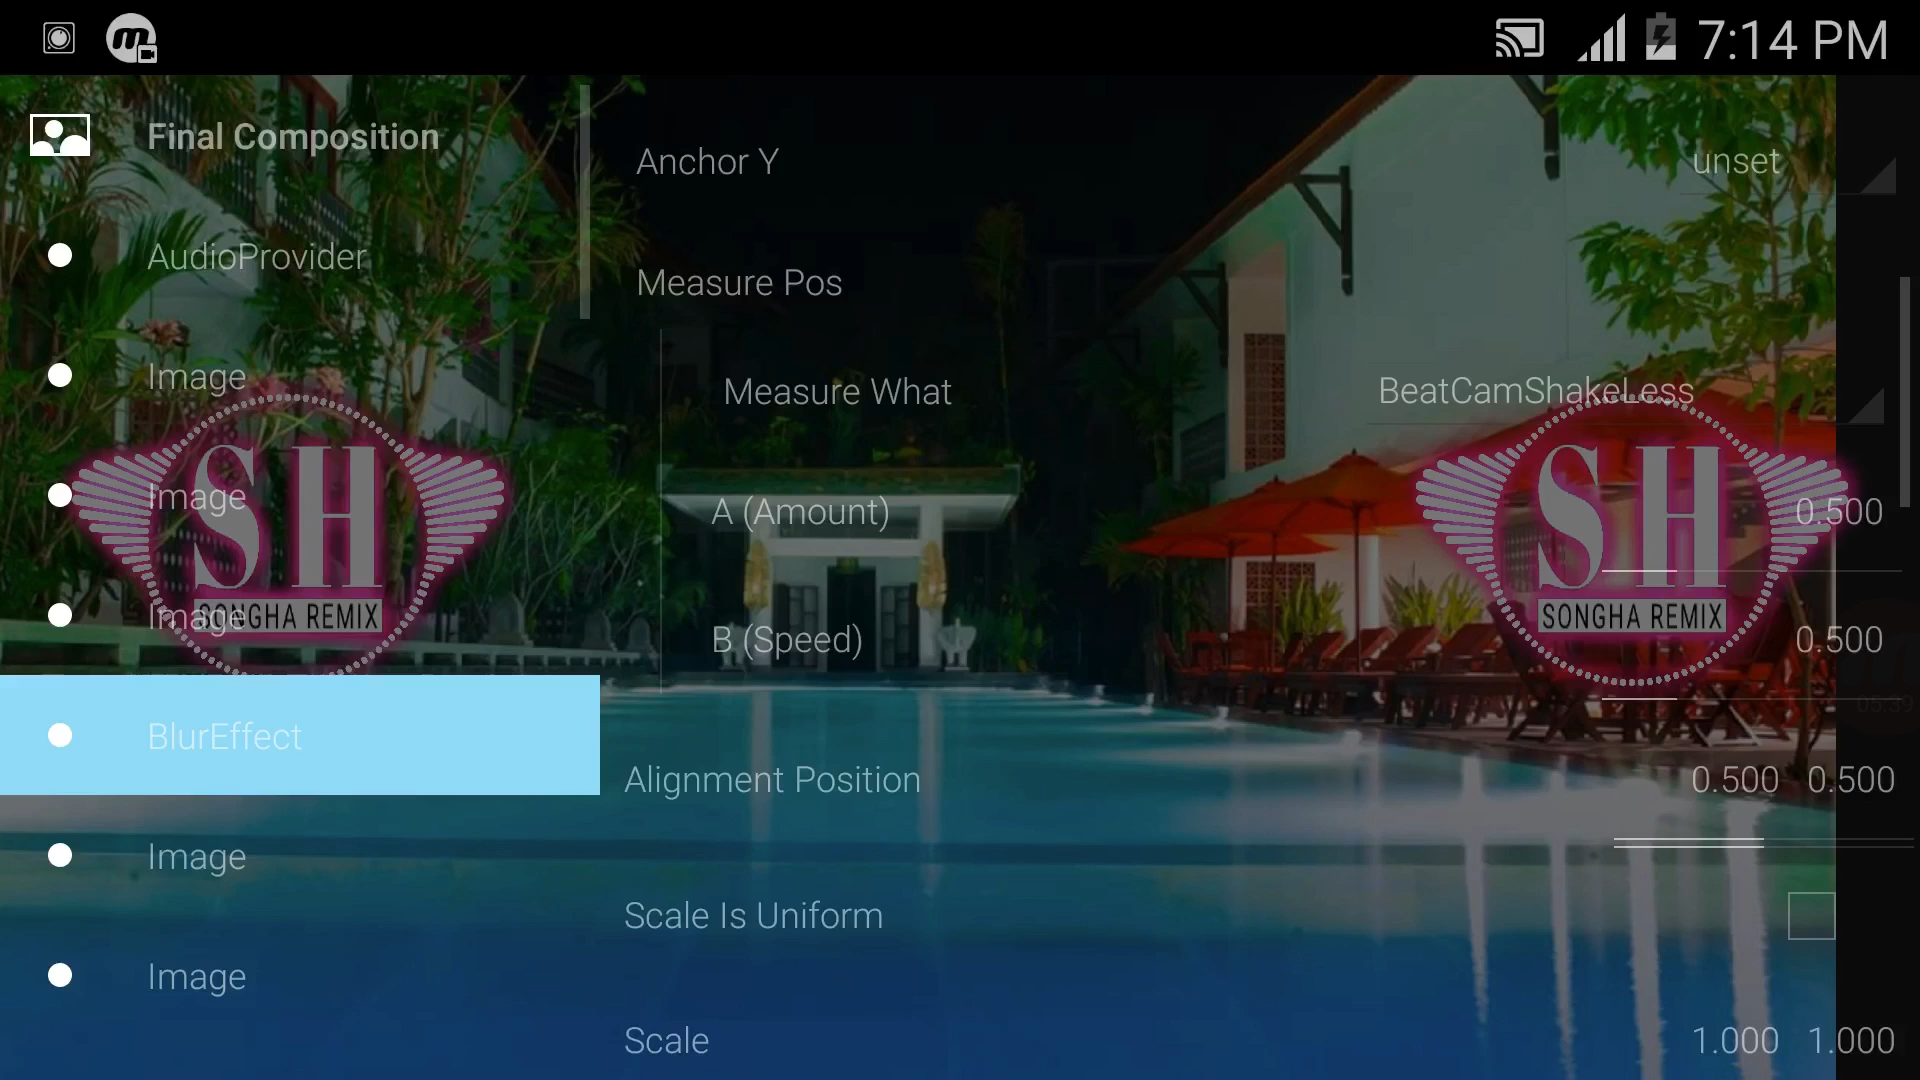 7:14 PM
Final Composition
AudioProvider
Image
Image
Image
BlurEffect
Image
Image
Anchor Y
unset
Measure Pos
Measure What
BeatCamShakeLess
A (Amount)
0.500
B (Speed)
0.500
05:39
Alignment Position
0.500 0.500
Scale Is Uniform
Scale
1.000 1.000
SH
SONGHA REMIX
SH
SONGHA REMIX